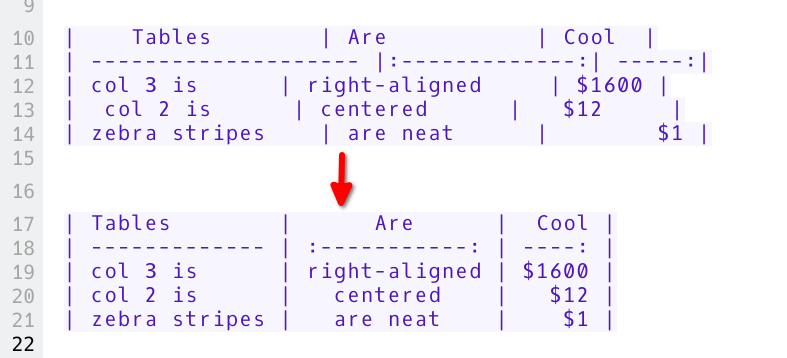 9
10 |    Tables        | Are           | Cool  |
11 | -------------------- |:-------------:| -----:|
12 | col 3 is      | right-aligned     | $1600 |
13 |  col 2 is      | centered      |   $12     |
14 | zebra stripes    | are neat      |        $1 |
15
16
17 | Tables        |      Are      |  Cool |
18 | ------------- | :-----------: | ----: |
19 | col 3 is      | right-aligned | $1600 |
20 | col 2 is      |   centered    |   $12 |
21 | zebra stripes |   are neat    |    $1 |
22